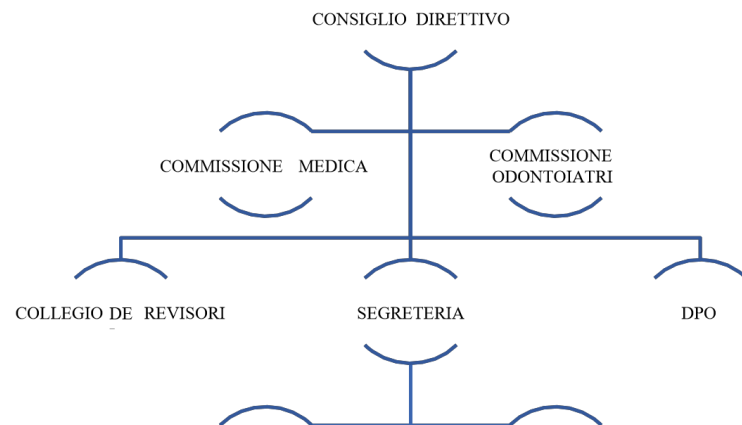 CONSIGLIO DIRETTIVO
COMMISSIONE MEDICA
COMMISSIONE
ODONTOIATRI
COLLEGIO DE REVISORI
SEGRETERIA
DPO